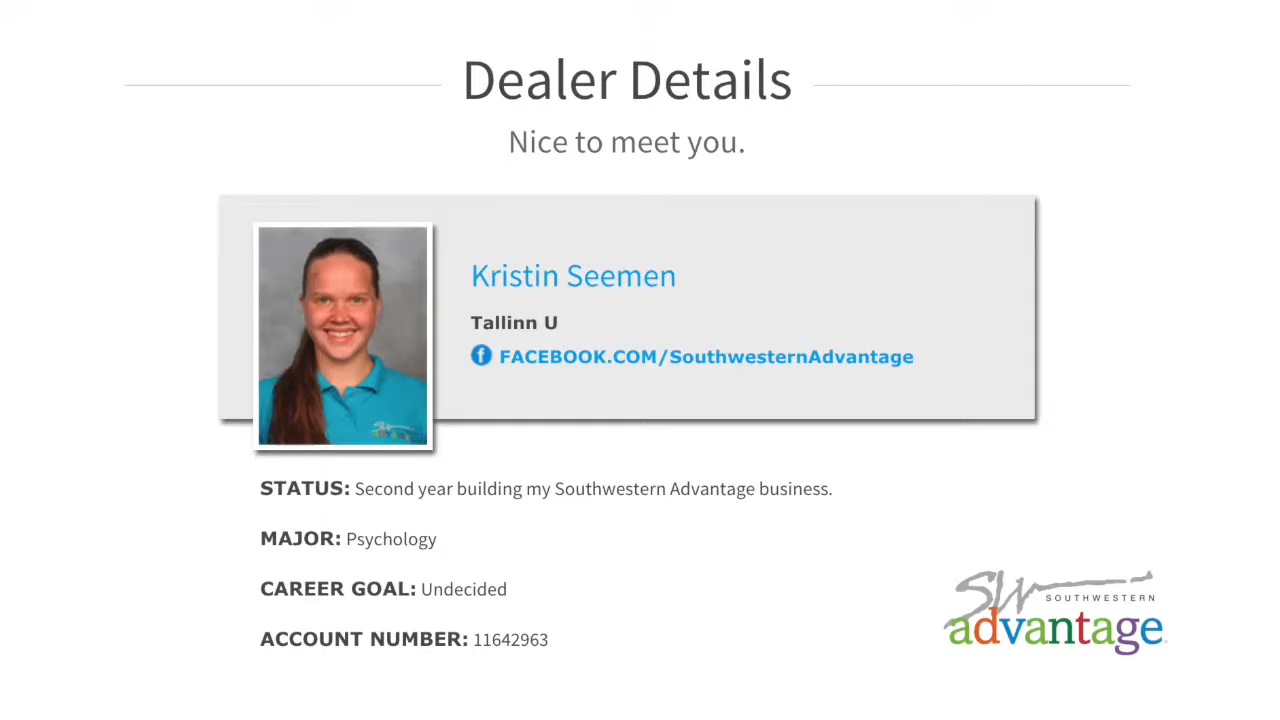 Dealer Details
Nice to meet you.
Kristin Seemen
Tallinn U
FACEBOOK.COM/SouthwesternAdvantage
STATUS: Second year building my Southwestern Advantage business.
MAJOR: Psychology
CAREER GOAL: Undecided
ACCOUNT NUMBER: 11642963
SW SOUTHWESTERN
advantage